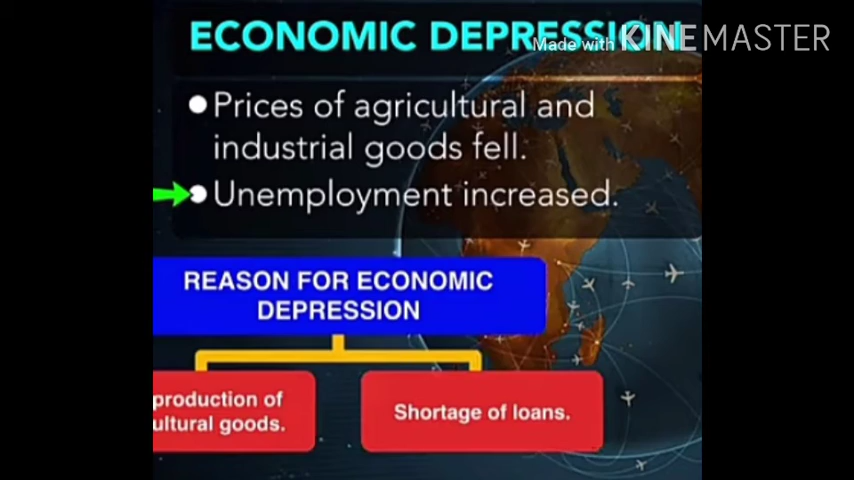 ECONOMIC DEPRESSION
Made with KINEMASTER
Prices of agricultural and
industrial goods fell.
Unemployment increased.
REASON FOR ECONOMIC
DEPRESSION
production of
ultural goods.
Shortage of loans.